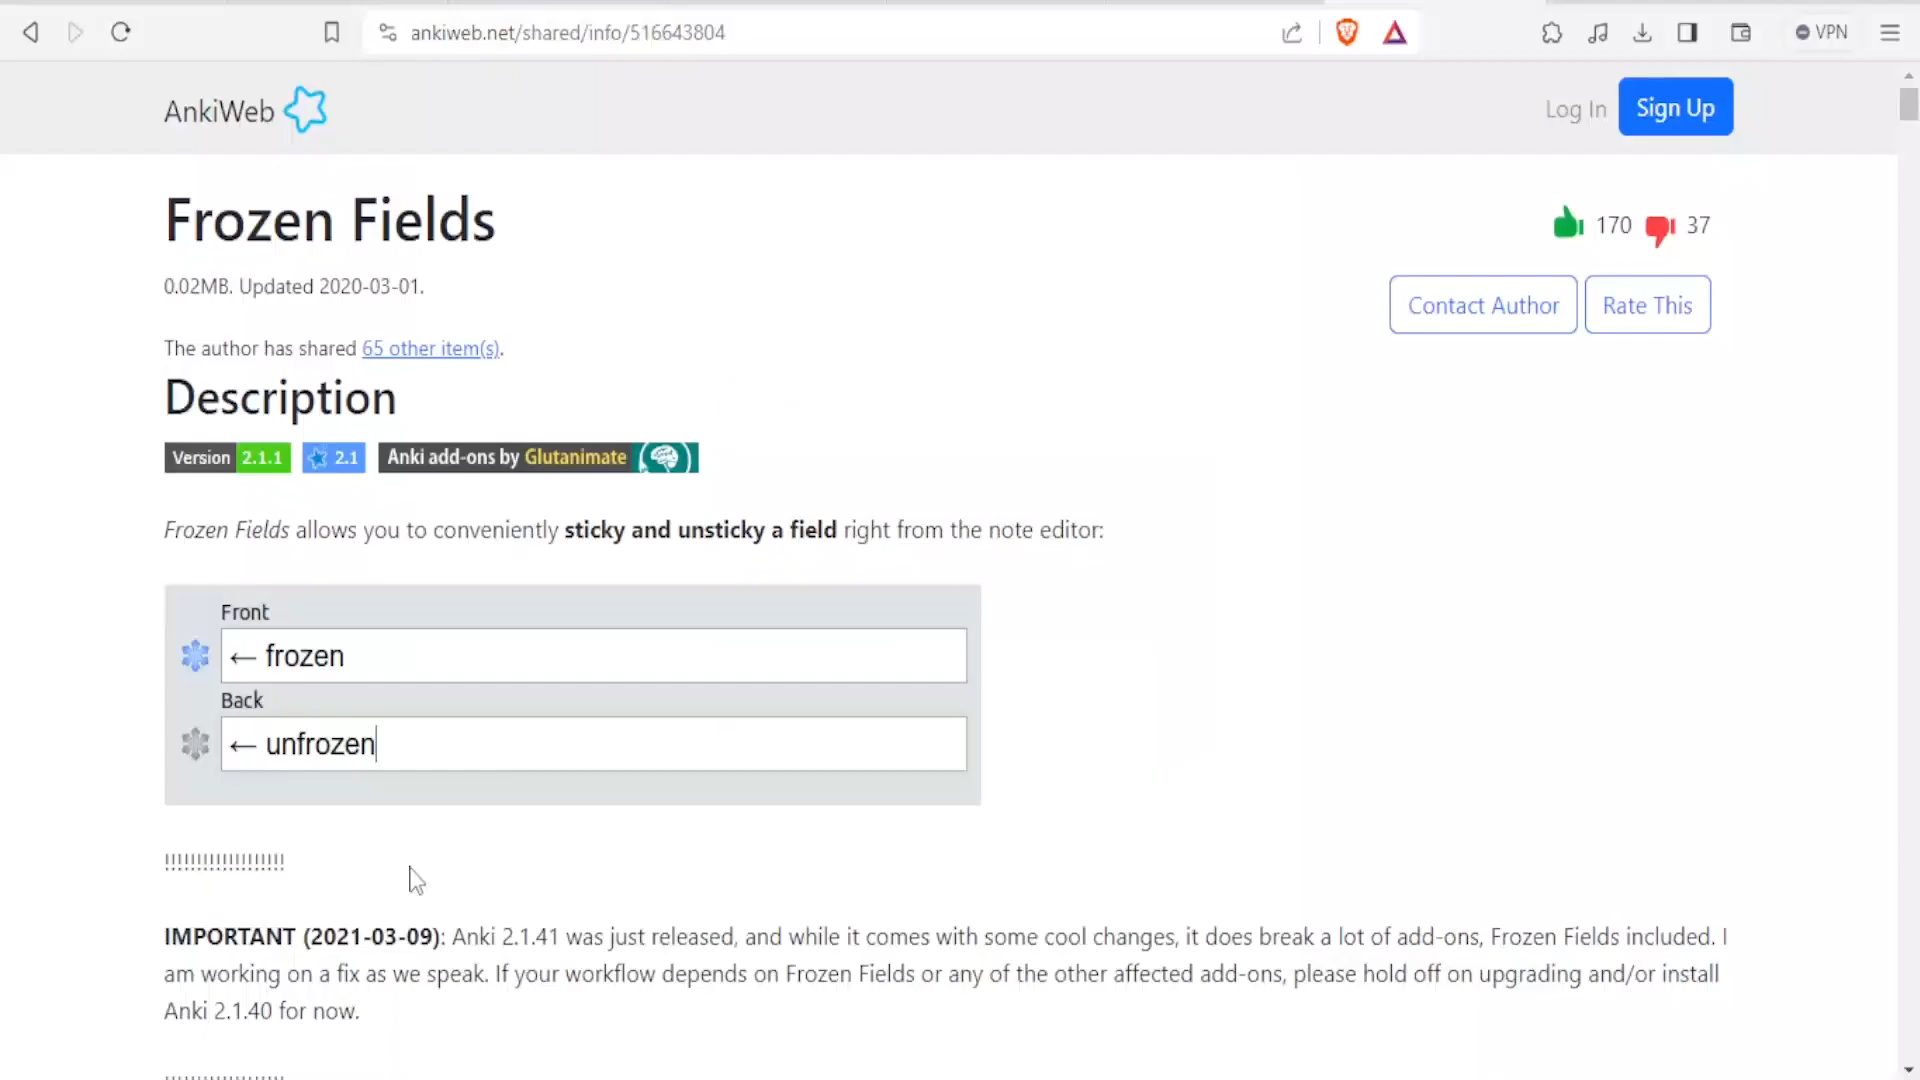 ankiweb.net/shared/info/516643804
VPN
AnkiWeb
Log In
Sign Up
Frozen Fields
170
37
0.02MB. Updated 2020-03-01.
Contact Author
Rate This
The author has shared 65 other item(s).
Description
Version 2.1.1
2.1
Anki add-ons by Glutanimate
Frozen Fields allows you to conveniently sticky and unsticky a field right from the note editor:
Front
← frozen
Back
← unfrozen
!!!!!!!!!!!!!!!!!!!
IMPORTANT (2021-03-09): Anki 2.1.41 was just released, and while it comes with some cool changes, it does break a lot of add-ons, Frozen Fields included. I
am working on a fix as we speak. If your workflow depends on Frozen Fields or any of the other affected add-ons, please hold off on upgrading and/or install
Anki 2.1.40 for now.
!!!!!!!!!!!!!!!!!!!